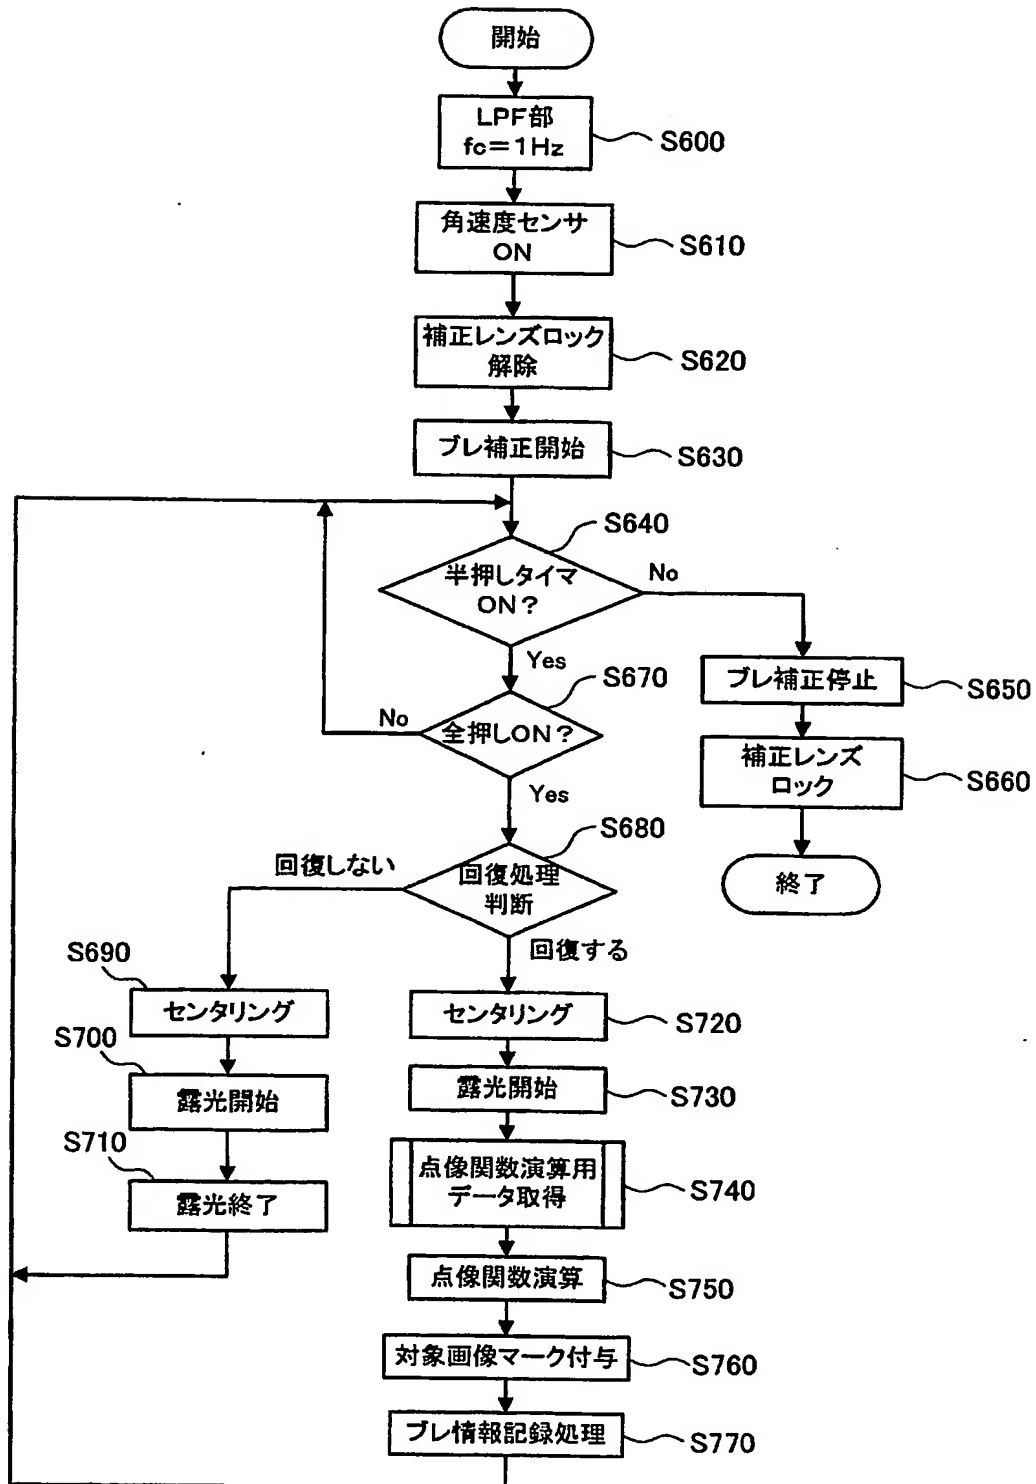 開始
LPF部
fc=1Hz
S600
角速度センサ
ON
S610
補正レンズロック
解除
S620
ブレ補正開始
S630
S640
半押しタイマ
ON?
No
Yes
S670
ブレ補正停止
S650
No
全押しON?
補正レンズ
ロック
S660
Yes
S680
回復しない
回復処理
判断
終了
回復する
S690
センタリング
センタリング
S720
S700
露光開始
露光開始
S730
S710
点像関数演算用
データ取得
S740
露光終了
点像関数演算
S750
対象画像マーク付与
S760
ブレ情報記録処理
S770